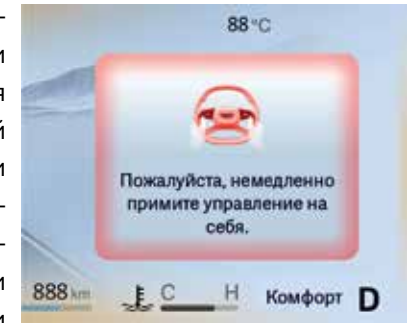 88 °C
Пожалуйста, немедленно
примите управление на
себя.
888 km
C H
Комфорт D